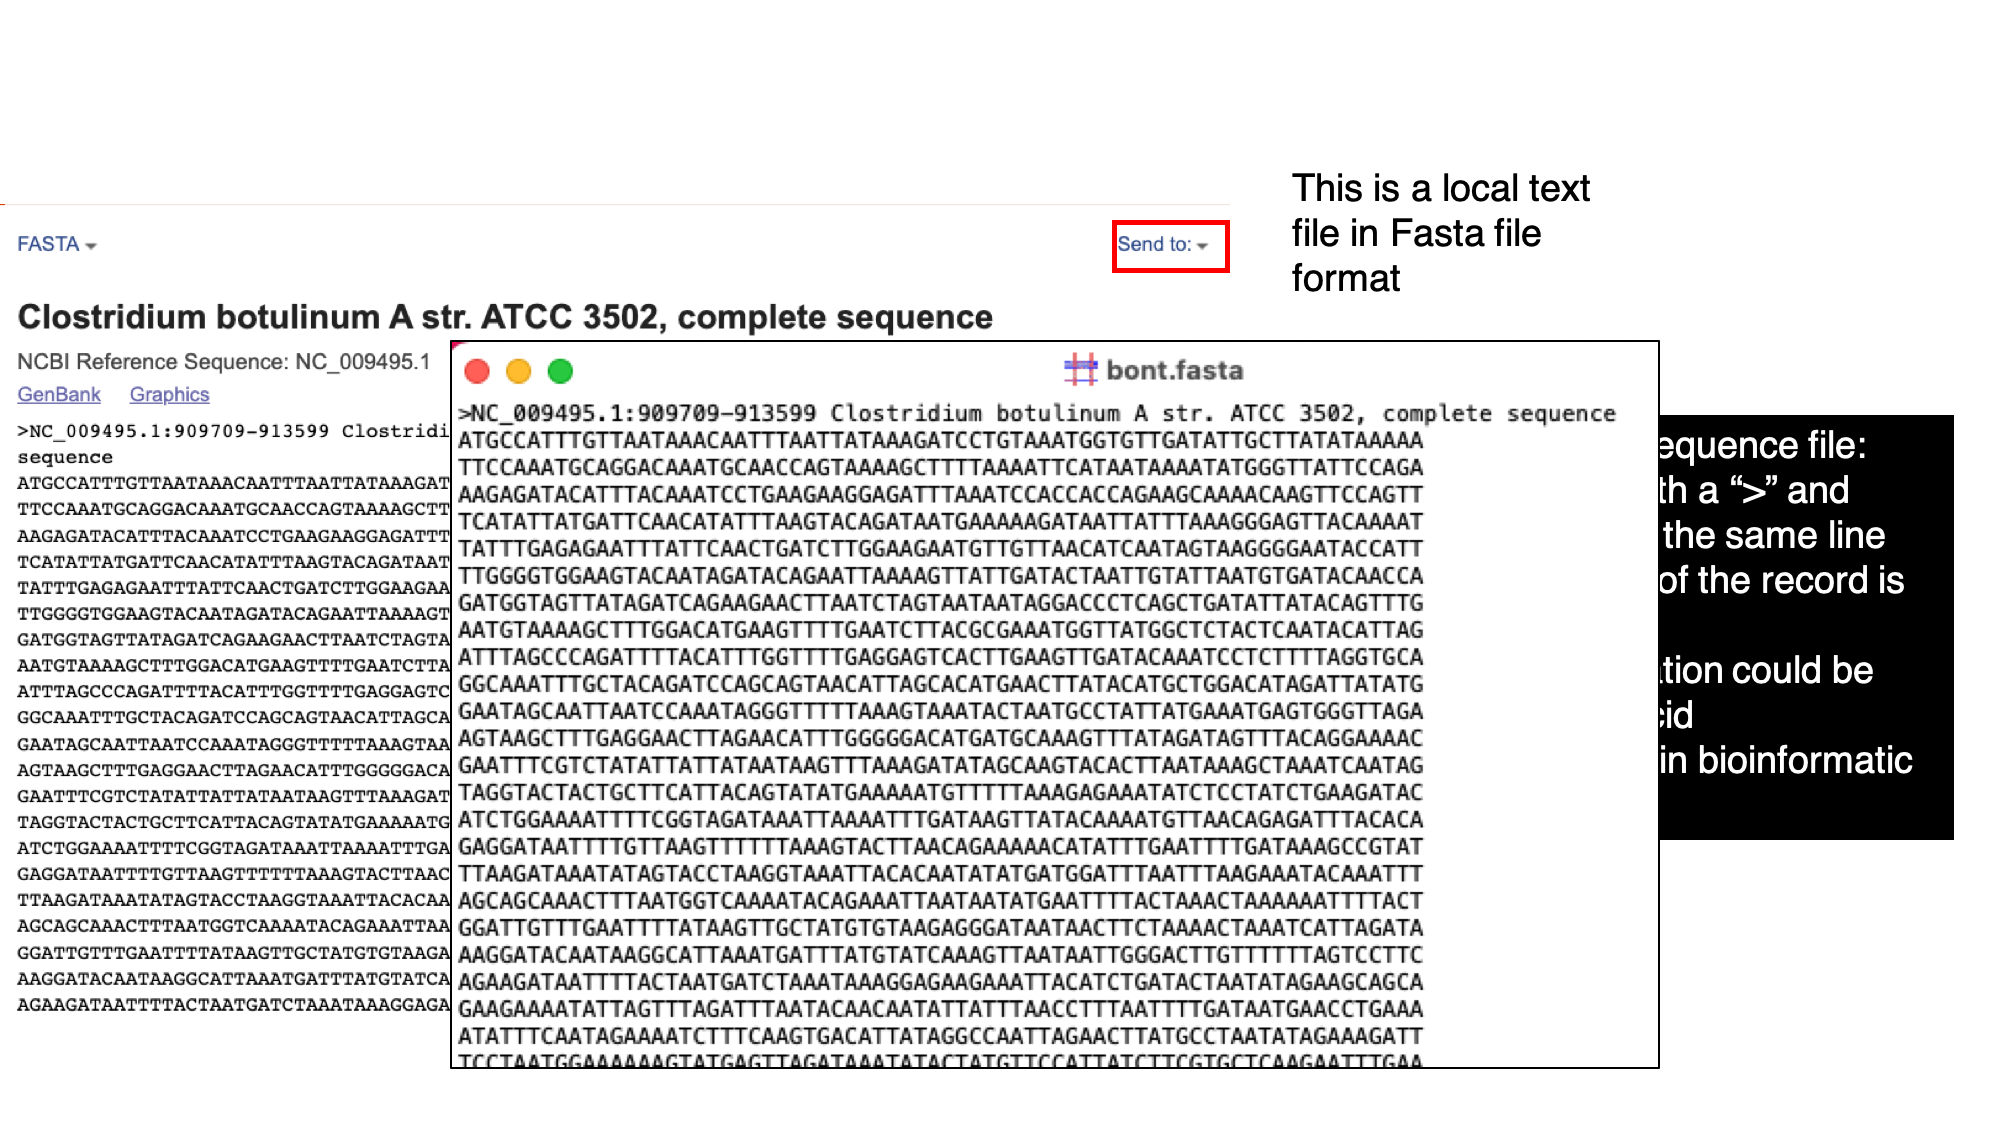 This is a local text
file in Fasta file
format
FASTA
Send to:
Clostridium botulinum A str. ATCC 3502, complete sequence
NCBI Reference Sequence: NC_009495.1
GenBank Graphics
>NC_009495.1:909709-913599 Clostridi
sequence
ATGCCATTTGTTAATAAACAATTTAATTATAAAGAT
TTCCAAATGCAGGACAAATGCAACCAGTAAAAGCTT
AAGAGATACATTTACAAATCCTGAAGAAGGAGATTT
TCATATTATGATTCAACATATTTAAGTACAGATAAT
TATTTGAGAGAATTTATTCAACTGATCTTGGAAGAA
TTGGGGTGGAAGTACAATAGATACAGAATTAAAAGT
GATGGTAGTTATAGATCAGAAGAACTTAATCTAGTA
AATGTAAAAGCTTTGGACATGAAGTTTTGAATCTTA
ATTTAGCCCAGATTTTACATTTGGTTTTGAGGAGTC
GGCAAATTTGCTACAGATCCAGCAGTAACATTAGCA
GAATAGCAATTAATCCAAATAGGGTTTTTAAAGTAA
AGTAAGCTTTGAGGAACTTAGAACATTTGGGGGACA
GAATTTCGTCTATATTATTATAATAAGTTTAAAGAT
TAGGTACTACTGCTTCATTACAGTATATGAAAAATG
ATCTGGAAAATTTTCGGTAGATAAATTAAAATTTGA
GAGGATAATTTTGTTAAGTTTTTTAAAGTACTTAAC
TTAAGATAAATATAGTACCTAAGGTAAATTACACAA
AGCAGCAAACTTTAATGGTCAAAATACAGAAATTAA
GGATTGTTTGAATTTTATAAGTTGCTATGTGTAAGA
AAGGATACAATAAGGCATTAAATGATTTATGTATCA
AGAAGATAATTTTACTAATGATCTAAATAAAGGAGA
bont.fasta
>NC_009495.1:909709-913599 Clostridium botulinum A str. ATCC 3502, complete sequence
ATGCCATTTGTTAATAAACAATTTAATTATAAAGATCCTGTAAATGGTGTTGATATTGCTTATATAAAAA
TTCCAAATGCAGGACAAATGCAACCAGTAAAAGCTTTTAAAATTCATAATAAAATATGGGTTATTCCAGA
AAGAGATACATTTACAAATCCTGAAGAAGGAGATTTAAATCCACCACCAGAAGCAAAACAAGTTCCAGTT
TCATATTATGATTCAACATATTTAAGTACAGATAATGAAAAAGATAATTATTTAAAGGGAGTTACAAAAT
TATTTGAGAGAATTTATTCAACTGATCTTGGAAGAATGTTGTTAACATCAATAGTAAGGGGAATACCATT
TTGGGGTGGAAGTACAATAGATACAGAATTAAAAGTTATTGATACTAATTGTATTAATGTGATACAACCA
GATGGTAGTTATAGATCAGAAGAACTTAATCTAGTAATAATAGGACCCTCAGCTGATATTATACAGTTTG
AATGTAAAAGCTTTGGACATGAAGTTTTGAATCTTACGCGAAATGGTTATGGCTCTACTCAATACATTAG
ATTTAGCCCAGATTTTACATTTGGTTTTGAGGAGTCACTTGAAGTTGATACAAATCCTCTTTTAGGTGCA
GGCAAATTTGCTACAGATCCAGCAGTAACATTAGCACATGAACTTATACATGCTGGACATAGATTATATG
GAATAGCAATTAATCCAAATAGGGTTTTTAAAGTAAATACTAATGCCTATTATGAAATGAGTGGGTTAGA
AGTAAGCTTTGAGGAACTTAGAACATTTGGGGGACATGATGCAAAGTTTATAGATAGTTTACAGGAAAAC
GAATTTCGTCTATATTATTATAATAAGTTTAAAGATATAGCAAGTACACTTAATAAAGCTAAATCAATAG
TAGGTACTACTGCTTCATTACAGTATATGAAAAATGTTTTTAAAGAGAAATATCTCCTATCTGAAGATAC
ATCTGGAAAATTTTCGGTAGATAAATTAAAATTTGATAAGTTATACAAAATGTTAACAGAGATTTACACA
GAGGATAATTTTGTTAAGTTTTTTAAAGTACTTAACAGAAAAACATATTTGAATTTTGATAAAGCCGTAT
TTAAGATAAATATAGTACCTAAGGTAAATTACACAATATATGATGGATTTAATTTAAGAAATACAAATTT
AGCAGCAAACTTTAATGGTCAAAATACAGAAATTAATAATATGAATTTTACTAAACTAAAAAATTTTACT
GGATTGTTTGAATTTTATAAGTTGCTATGTGTAAGAGGGATAATAACTTCTAAAACTAAATCATTAGATA
AAGGATACAATAAGGCATTAAATGATTTATGTATCAAAGTTAATAATTGGGACTTGTTTTTTAGTCCTTC
AGAAGATAATTTTACTAATGATCTAAATAAAGGAGAAGAAATTACATCTGATACTAATATAGAAGCAGCA
GAAGAAAATATTAGTTTAGATTTAATACAACAATATTATTTAACCTTTAATTTTGATAATGAACCTGAAA
ATATTTCAATAGAAAATCTTTCAAGTGACATTATAGGCCAATTAGAACTTATGCCTAATATAGAAAGATT
TCCTAATGGAAAAAAGTATGAGTTAGATAAATATACTATGTTCCATTATCTTCGTGCTCAAGAATTTGAA
equence file:
th a “>” and
the same line
of the record is
ation could be
cid
in bioinformatic